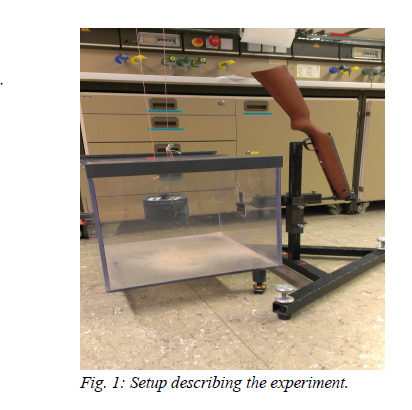 .
Fig. 1: Setup describing the experiment.